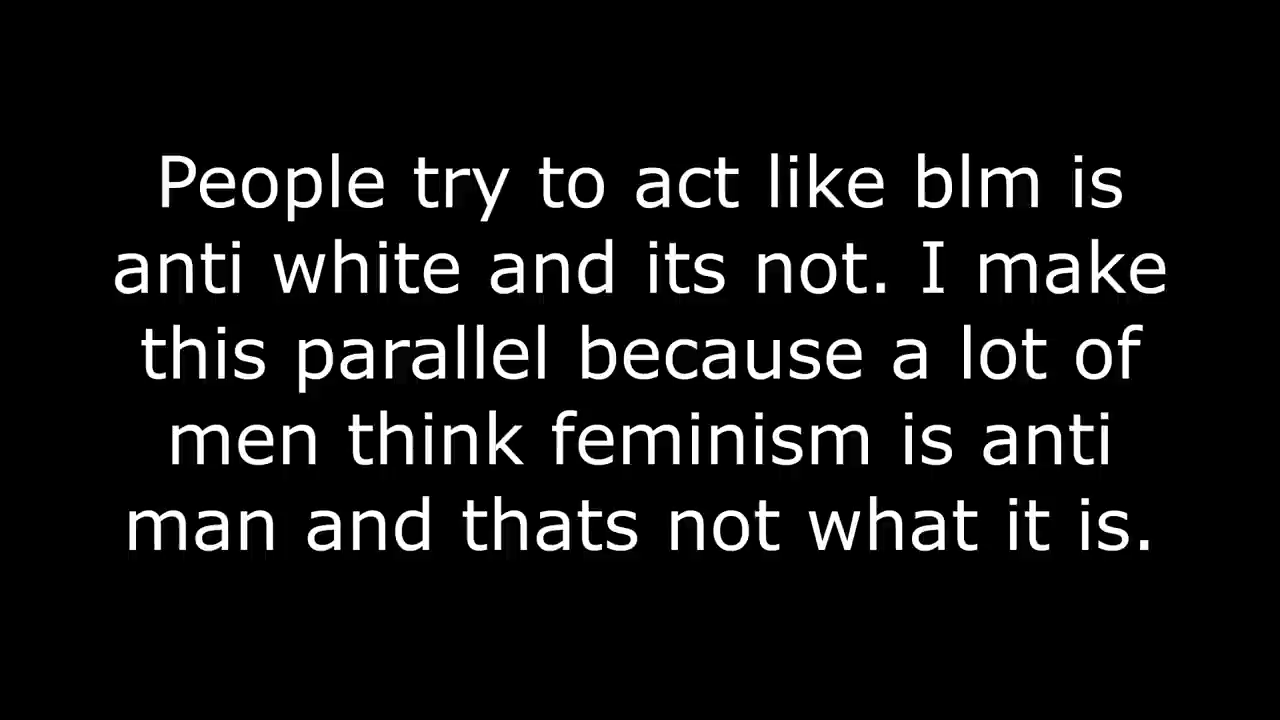 People try to act like blm is
anti white and its not. I make
this parallel because a lot of
men think feminism is anti
man and thats not what it is.